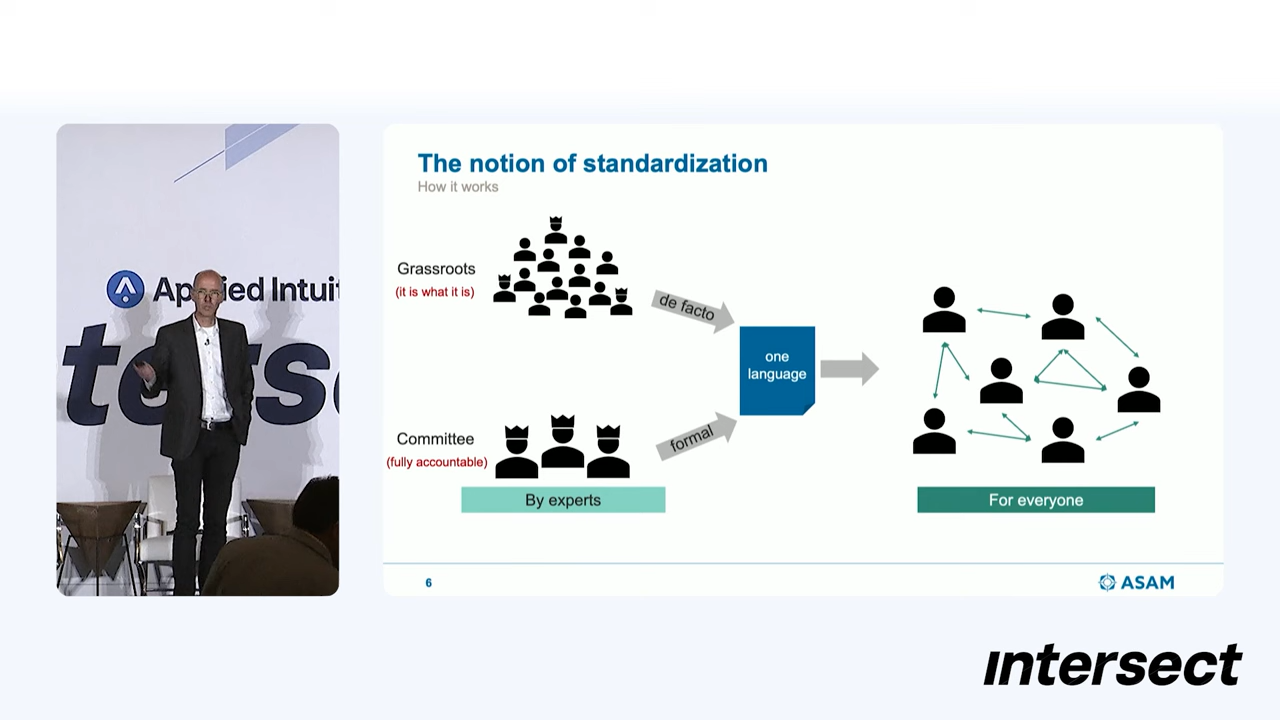 Applied Intuit
terse
The notion of standardization
How it works
Grassroots
(it is what it is)
de facto
one
language
formal
Committee
(fully accountable)
By experts
For everyone
6
ASAM
intersect